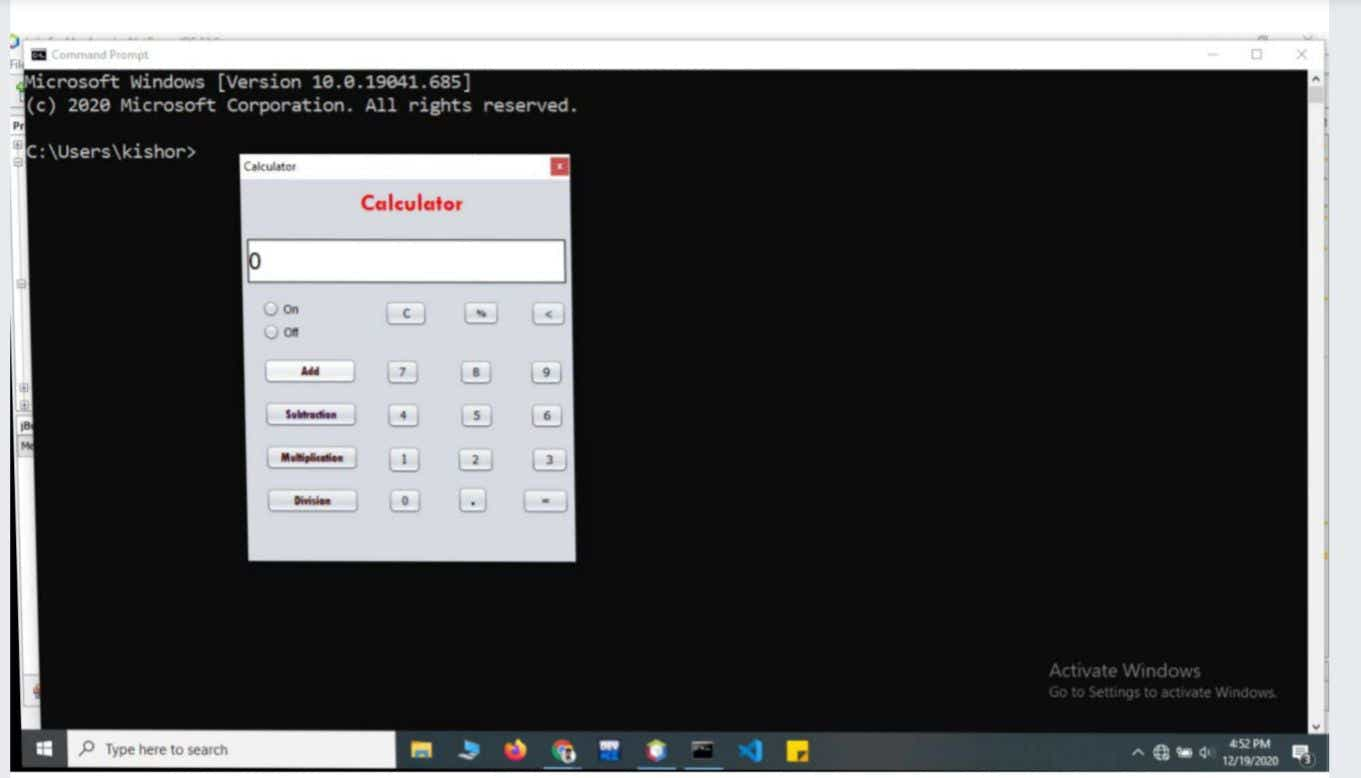 Command Prompt
Microsoft Windows [Version 10.0.19041.685]
(c) 2020 Microsoft Corporation. All rights reserved.
C:\Users\kishor>
Calculator
Calculator
0
On
Off
C
%
<
Add
7
8
9
Subtraction
4
5
6
Multiplication
1
2
3
Division
0
.
=
Activate Windows
Go to Settings to activate Windows.
Type here to search
4:52 PM
12/19/2020
3